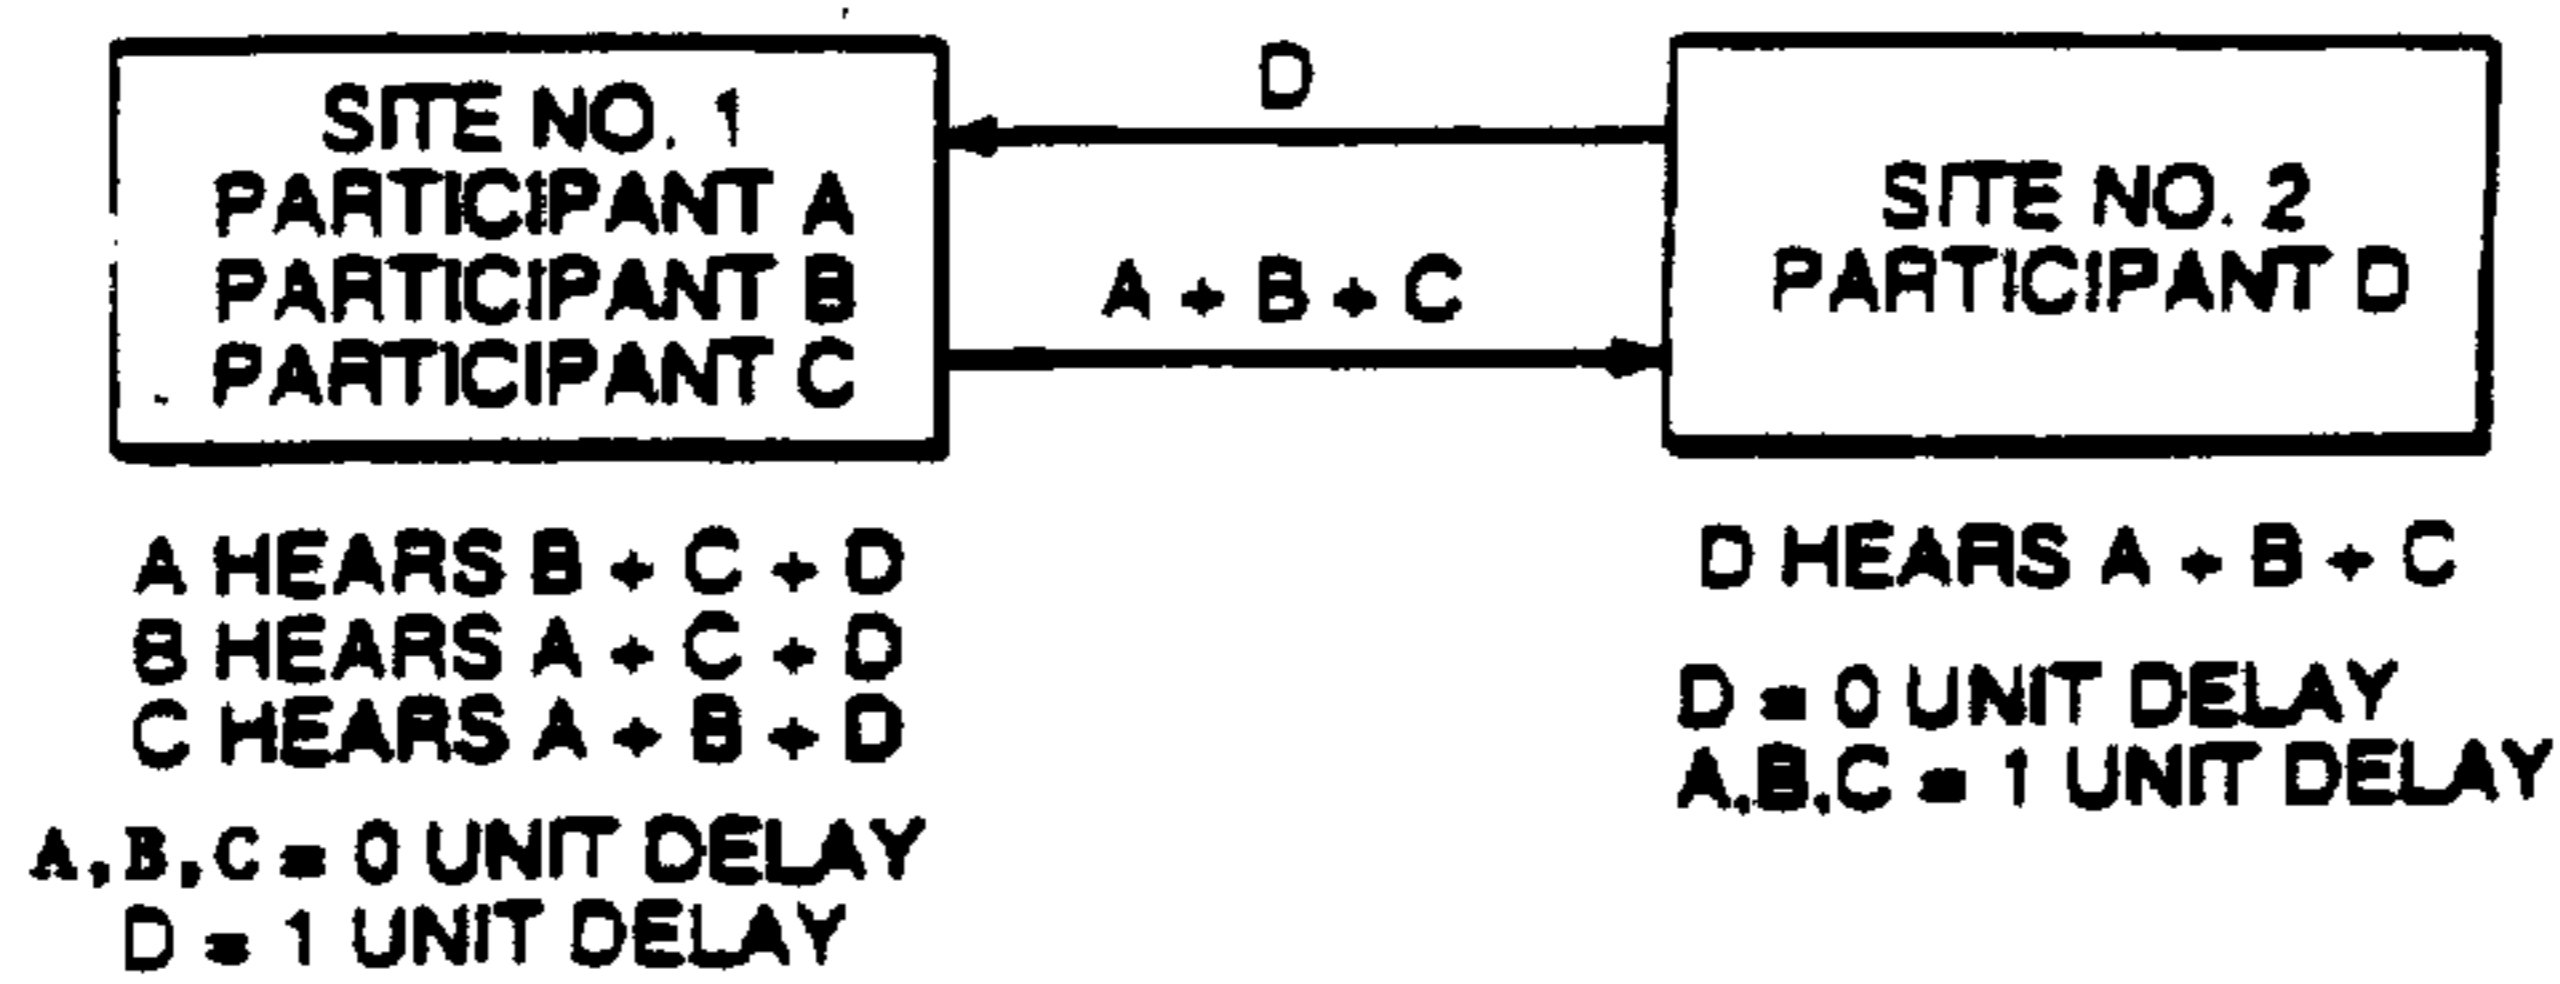 SITE NO. 1
PARTICIPANT A
PARTICIPANT B
PARTICIPANT C
D
A + B + C
SITE NO. 2
PARTICIPANT D
A HEARS B + C + D
B HEARS A + C + D
C HEARS A + B + D
A,B,C = 0 UNIT DELAY
D = 1 UNIT DELAY
D HEARS A + B + C
D = 0 UNIT DELAY
A,B,C = 1 UNIT DELAY